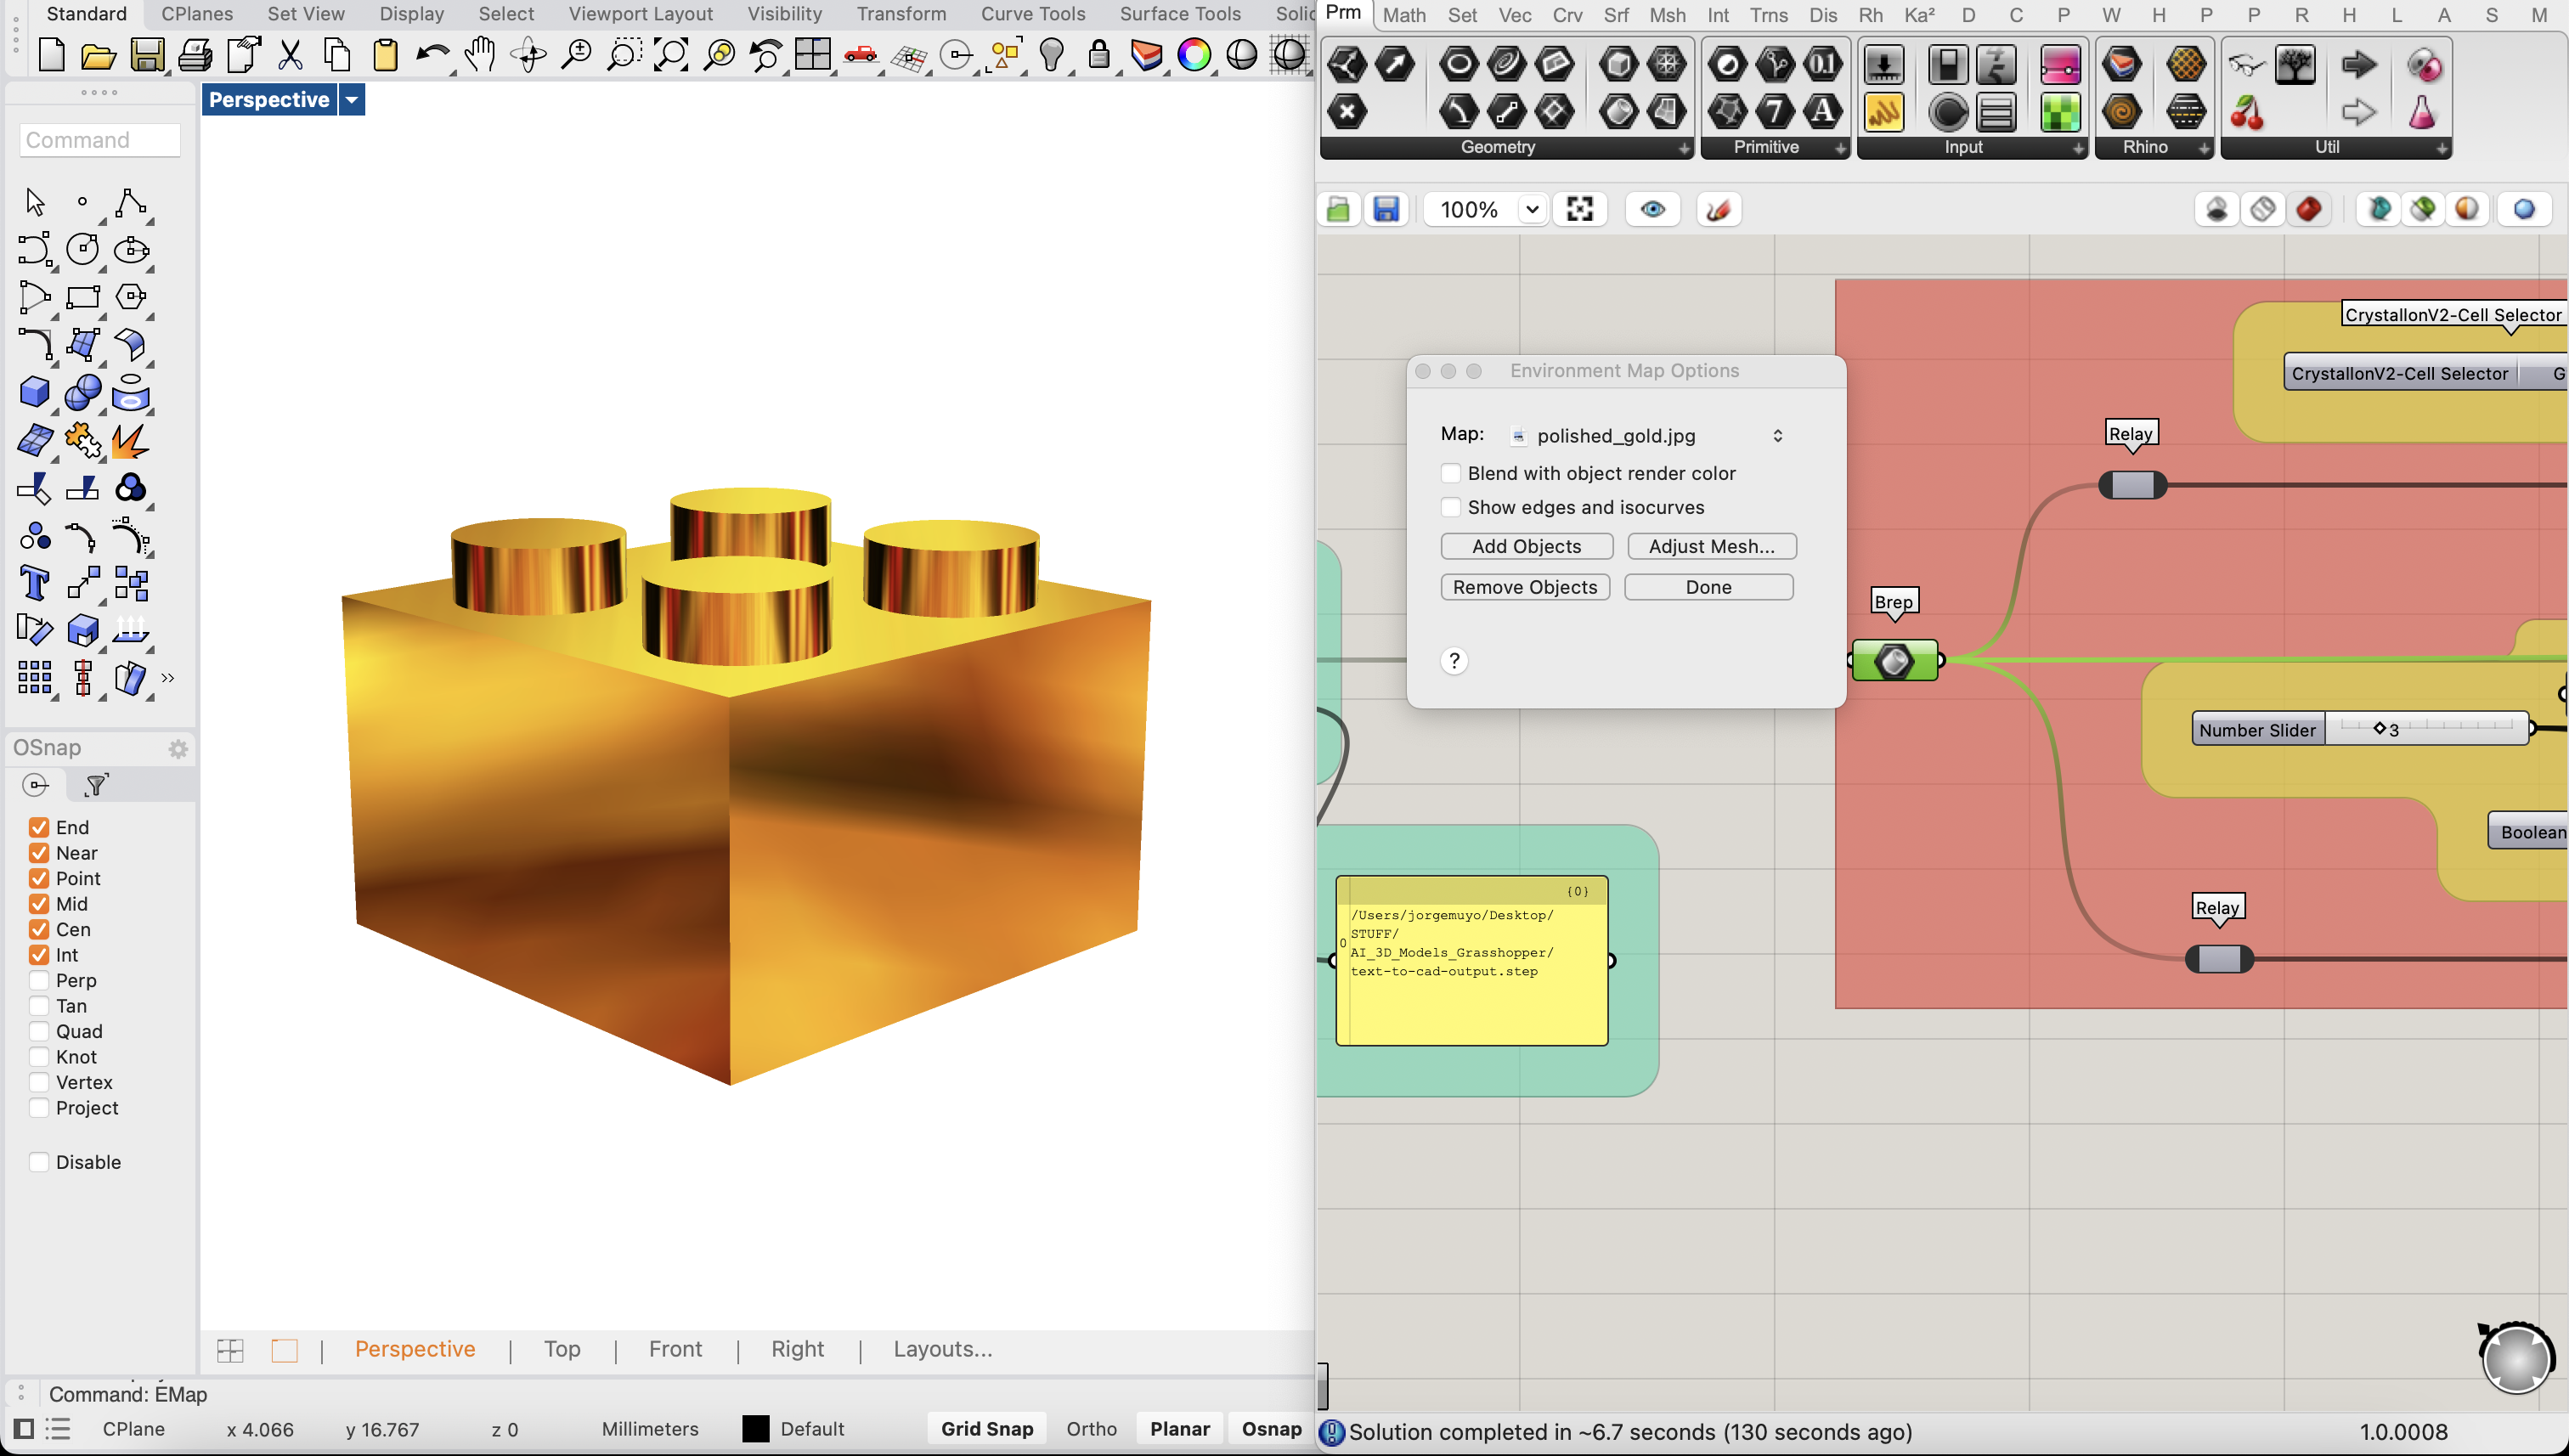 Standard CPlanes Set View Display Select Viewport Layout Visibility Transform Curve Tools Surface Tools
Perspective
Command
OSnap
End
Near
Point
Mid
Cen
Int
Perp
Tan
Quad
Knot
Vertex
Project
Disable
Perspective | Top | Front | Right | Layouts...
Command: EMap
CPlane x 4.066 y 16.767 z 0 Millimeters Default Grid Snap Ortho Planar Osnap
Prm Math Set Vec Crv Srf Msh Int Trns Dis Rh Ka² D C P W H P P R H L A S M
Geometry Primitive Input Rhino Util
100%
Environment Map Options
Map: polished_gold.jpg
Blend with object render color
Show edges and isocurves
Add Objects Adjust Mesh...
Remove Objects Done
?
CrystallonV2-Cell Selector
CrystallonV2-Cell Selector G
Relay
Brep
Number Slider 3
Boolean
Relay
{0}
0
/Users/jorgemuyo/Desktop/
STUFF/
AI_3D_Models_Grasshopper/
text-to-cad-output.step
Solution completed in ~6.7 seconds (130 seconds ago)
1.0.0008